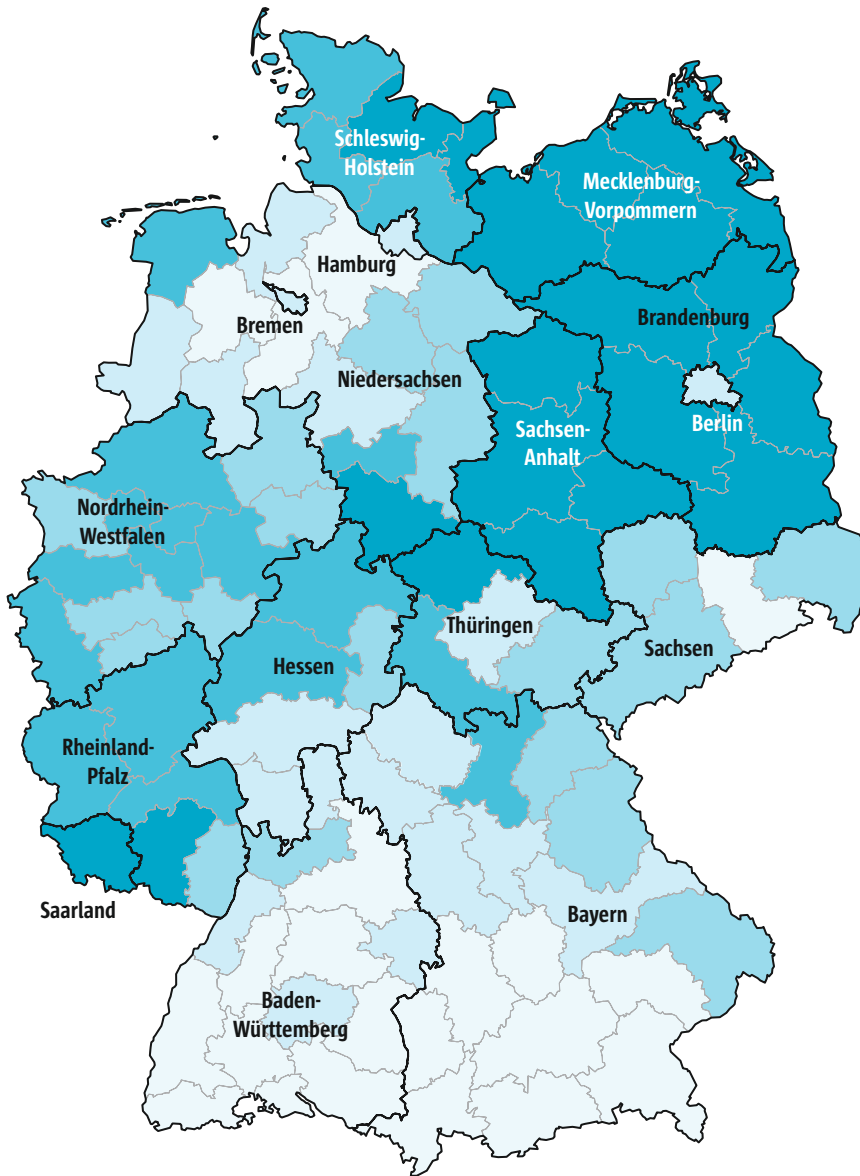 Schleswig-
Holstein
Mecklenburg-
Vorpommern
Hamburg
Bremen
Brandenburg
Niedersachsen
Berlin
Sachsen-
Anhalt
Nordrhein-
Westfalen
Thüringen
Sachsen
Hessen
Rheinland-
Pfalz
Saarland
Bayern
Baden-
Württemberg